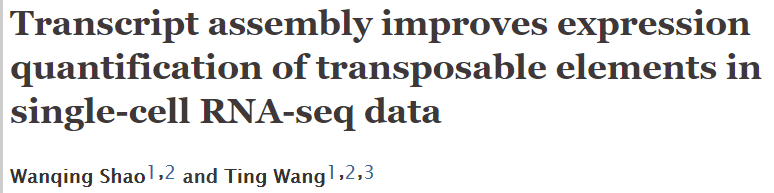 Transcript assembly improves expression
quantification of transposable elements in
single-cell RNA-seq data
Wanqing Shao1,2 and Ting Wang1,2,3